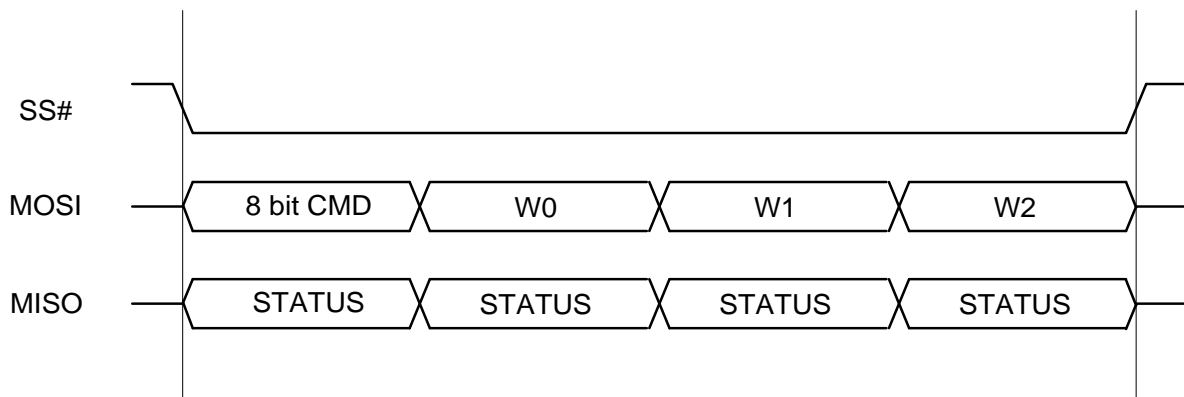 SS#
MOSI 8 bit CMD W0 W1 W2
MISO STATUS STATUS STATUS STATUS